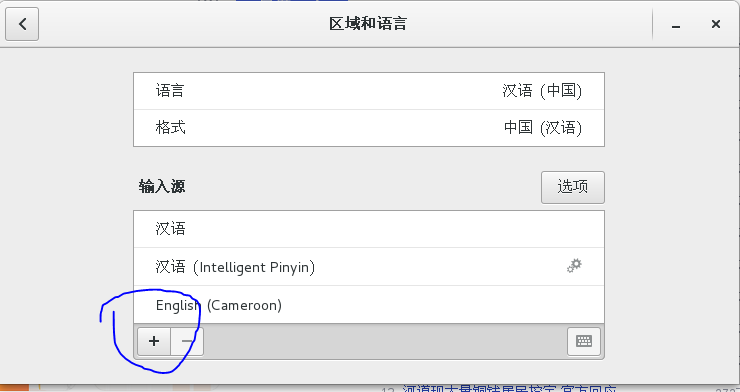 区域和语言
语言 汉语 (中国)
格式 中国 (汉语)
输入源 选项
汉语
汉语 (Intelligent Pinyin)
English (Cameroon)